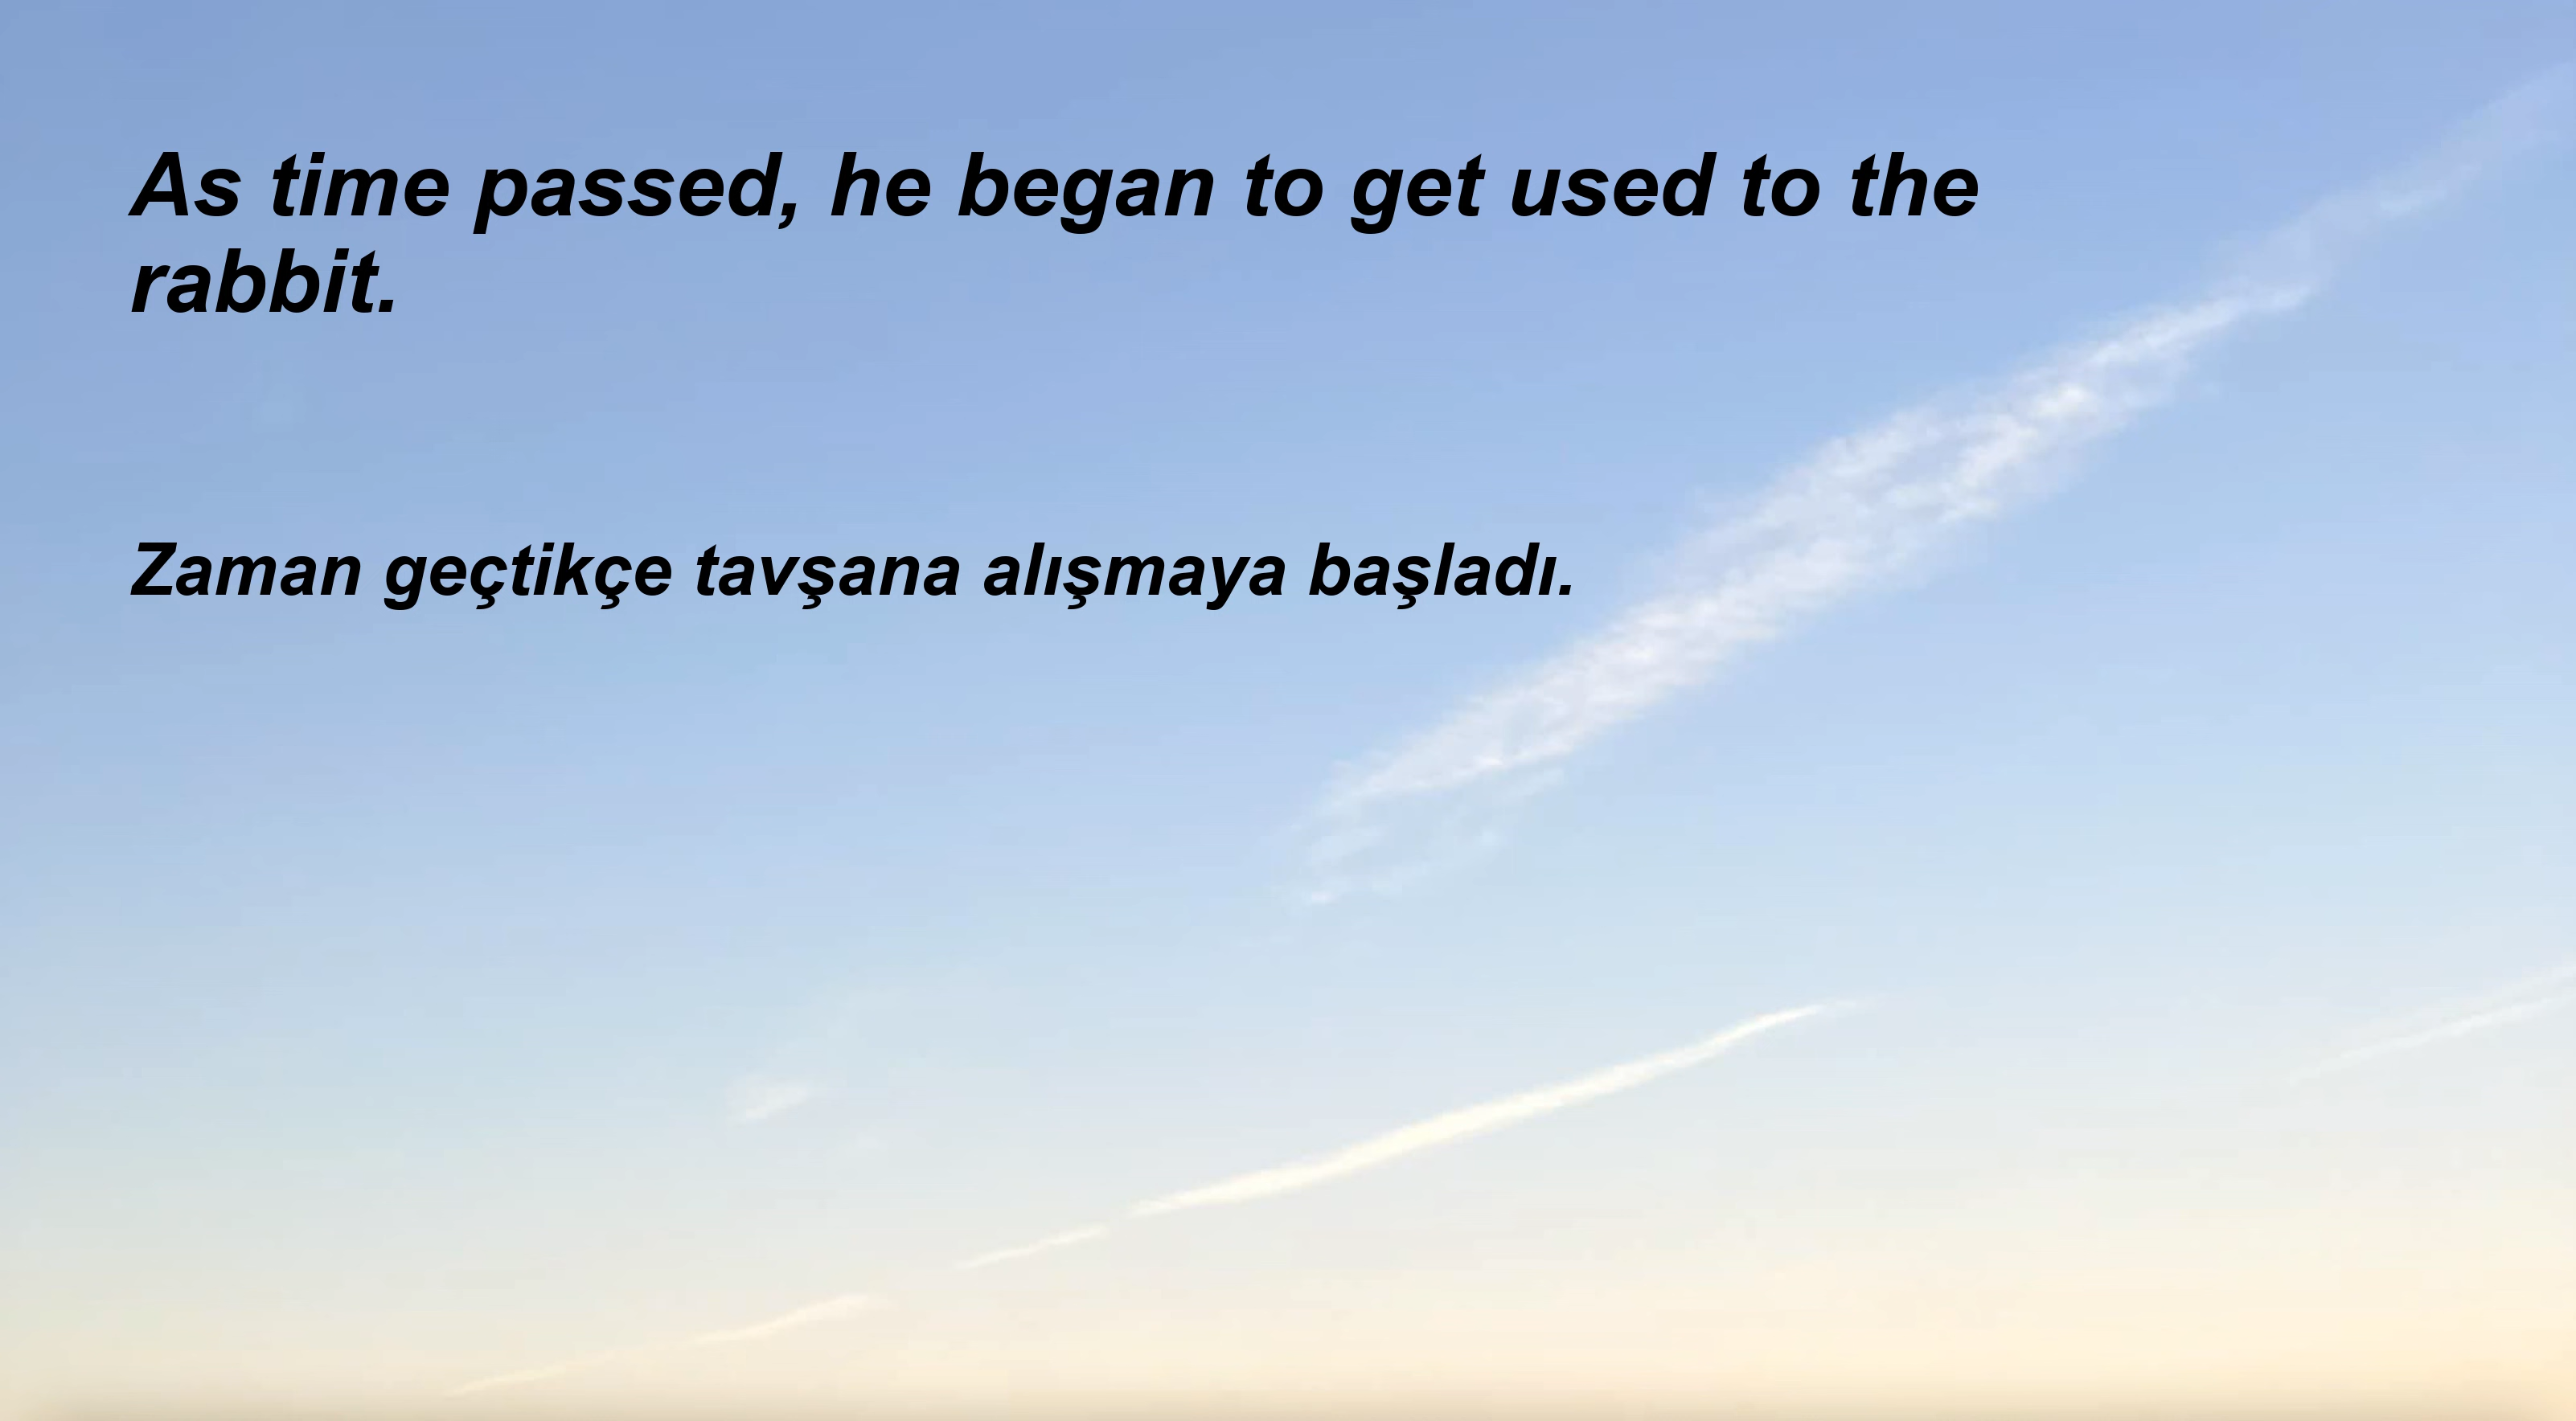 As time passed, he began to get used to the
rabbit.
Zaman geçtikçe tavşana alışmaya başladı.